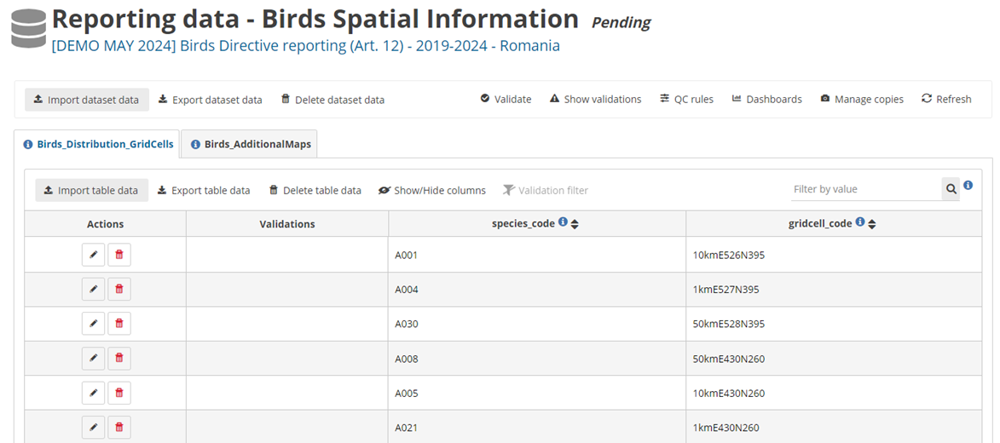 Reporting data - Birds Spatial Information Pending
[DEMO MAY 2024] Birds Directive reporting (Art. 12) - 2019-2024 - Romania
Import dataset data Export dataset data Delete dataset data Validate Show validations QC rules Dashboards Manage copies Refresh
Birds_Distribution_GridCells Birds_AdditionalMaps
Import table data Export table data Delete table data Show/Hide columns Validation filter Filter by value
Actions Validations species_code gridcell_code
A001 10kmE526N395
A004 1kmE527N395
A030 50kmE528N395
A008 50kmE430N260
A005 10kmE430N260
A021 1kmE430N260